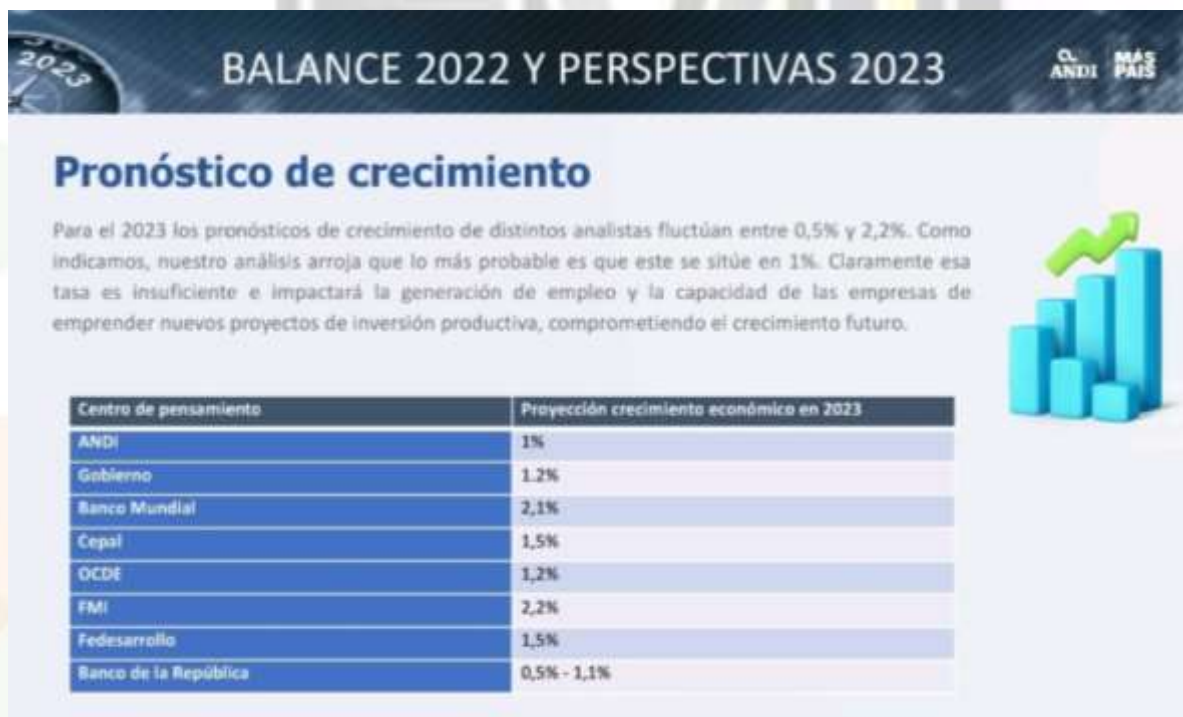 2023
BALANCE 2022 Y PERSPECTIVAS 2023
ANDI
MÁS
PAÍS
Pronóstico de crecimiento
Para el 2023 los pronósticos de crecimiento de distintos analistas fluctúan entre 0,5% y 2,2%. Como
indicamos, nuestro análisis arroja que lo más probable es que este se sitúe en 1%. Claramente esa
tasa es insuficiente e impactará la generación de empleo y la capacidad de las empresas de
emprender nuevos proyectos de inversión productiva, comprometiendo el crecimiento futuro.
Centro de pensamiento Proyección crecimiento económico en 2023
ANDI 1%
Gobierno 1.2%
Banco Mundial 2,1%
Cepal 1,5%
OCDE 1,2%
FMI 2,2%
Fedesarrollo 1,5%
Banco de la República 0,5% - 1,1%